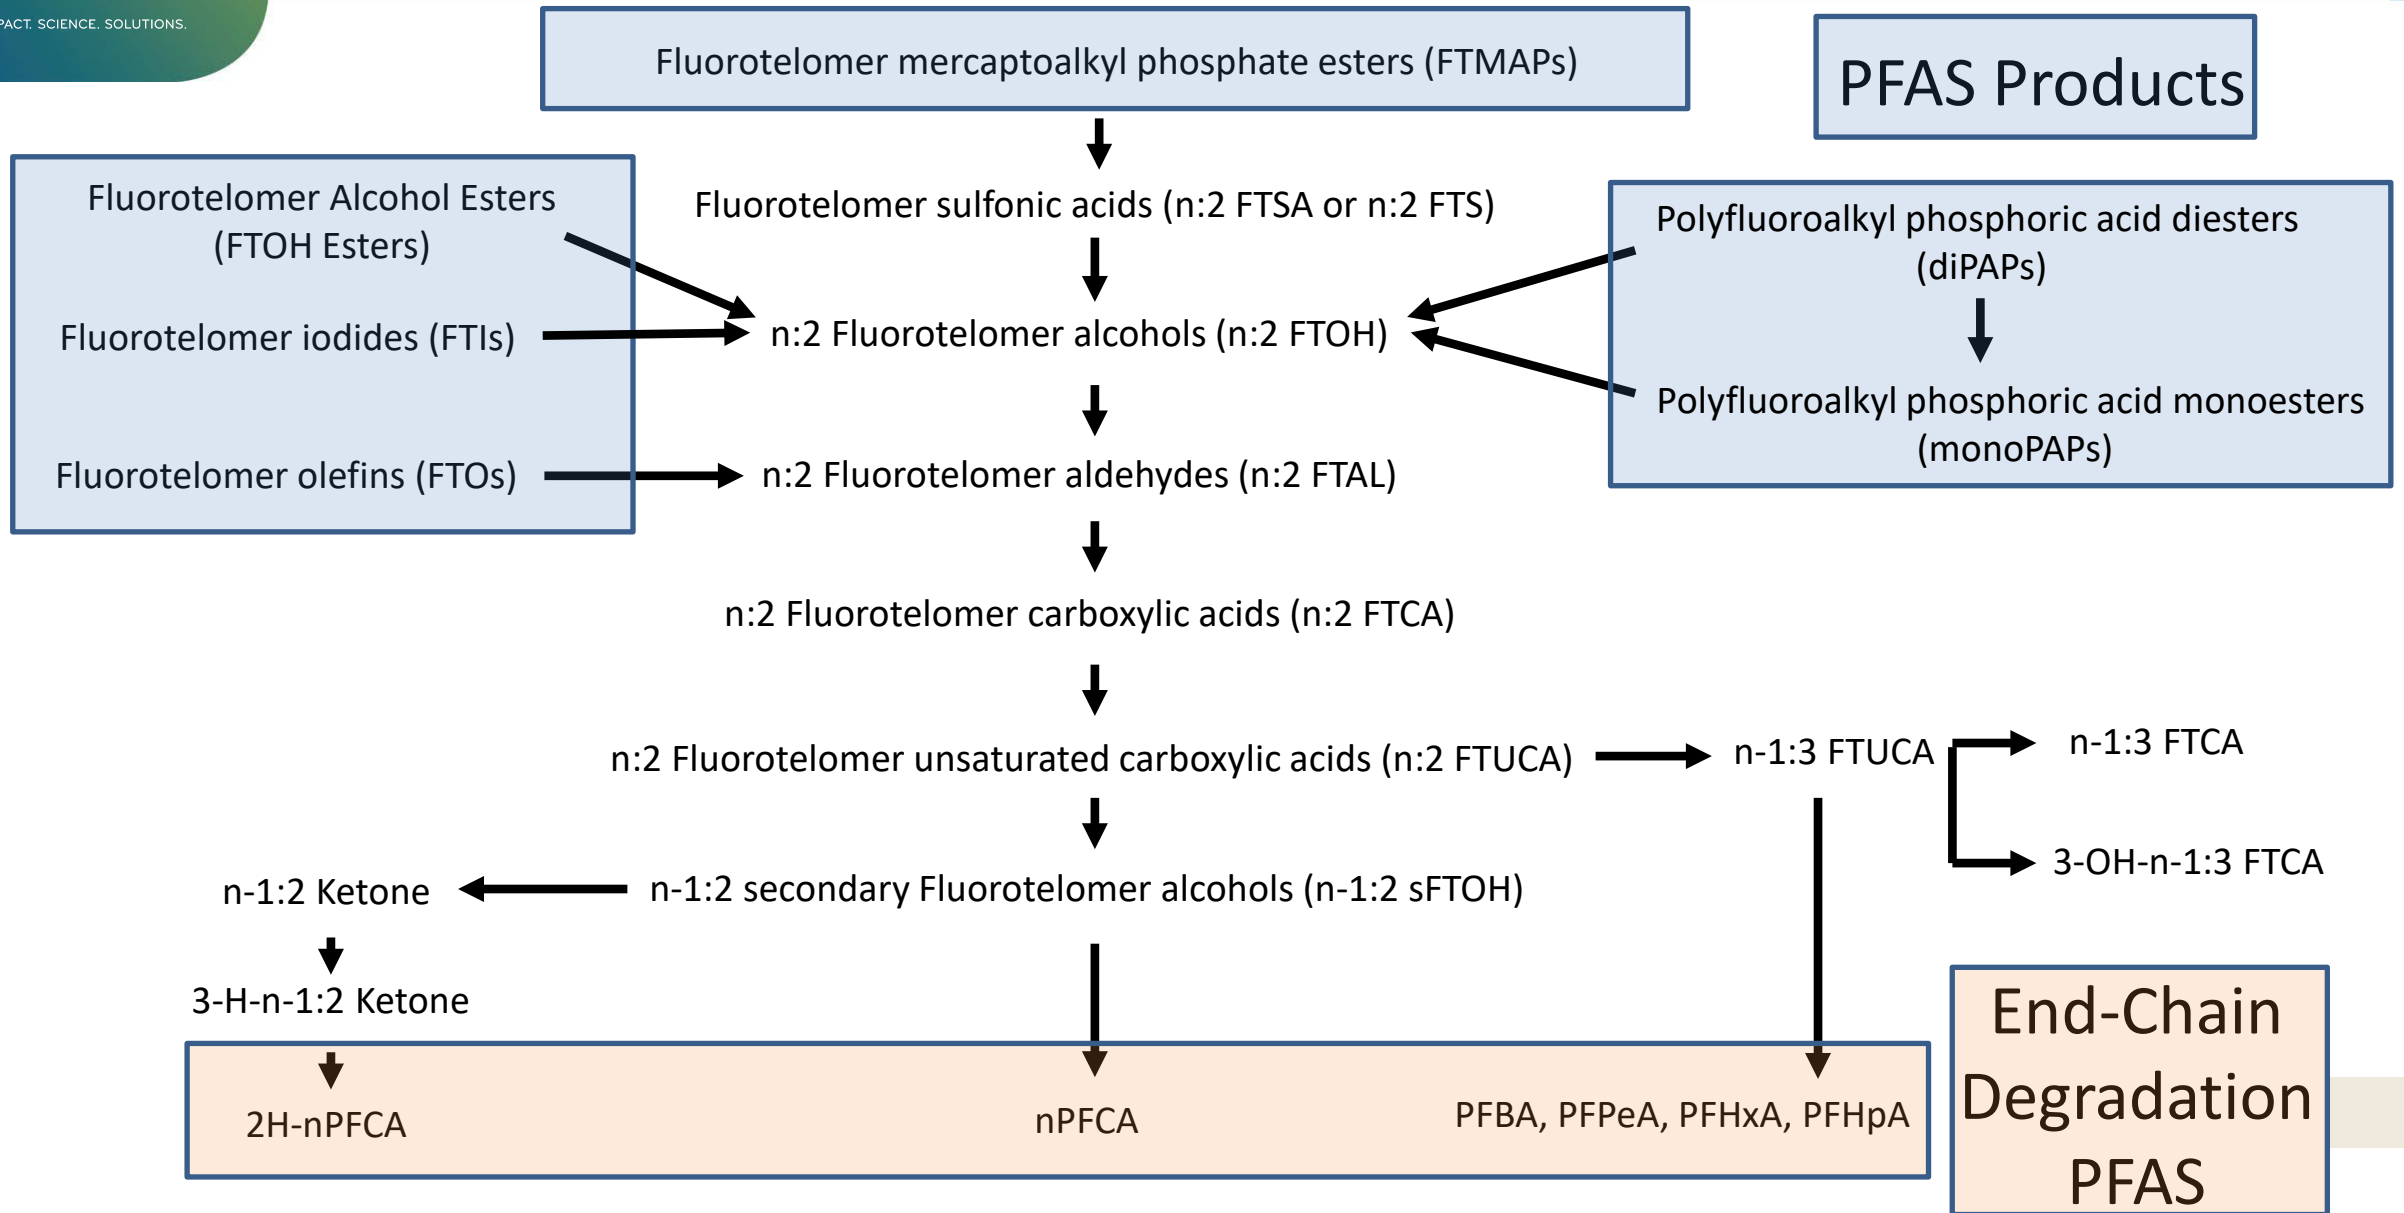 PACT. SCIENCE. SOLUTIONS.
Fluorotelomer mercaptoalkyl phosphate esters (FTMAPs)
PFAS Products
Fluorotelomer Alcohol Esters
(FTOH Esters)
Fluorotelomer sulfonic acids (n:2 FTSA or n:2 FTS)
Polyfluoroalkyl phosphoric acid diesters
(diPAPs)
Fluorotelomer iodides (FTIs)
n:2 Fluorotelomer alcohols (n:2 FTOH)
Polyfluoroalkyl phosphoric acid monoesters
(monoPAPs)
Fluorotelomer olefins (FTOs)
n:2 Fluorotelomer aldehydes (n:2 FTAL)
n:2 Fluorotelomer carboxylic acids (n:2 FTCA)
n:2 Fluorotelomer unsaturated carboxylic acids (n:2 FTUCA)
n-1:3 FTUCA
n-1:3 FTCA
3-OH-n-1:3 FTCA
n-1:2 Ketone
n-1:2 secondary Fluorotelomer alcohols (n-1:2 sFTOH)
3-H-n-1:2 Ketone
2H-nPFCA
nPFCA
PFBA, PFPeA, PFHxA, PFHpA
End-Chain
Degradation
PFAS